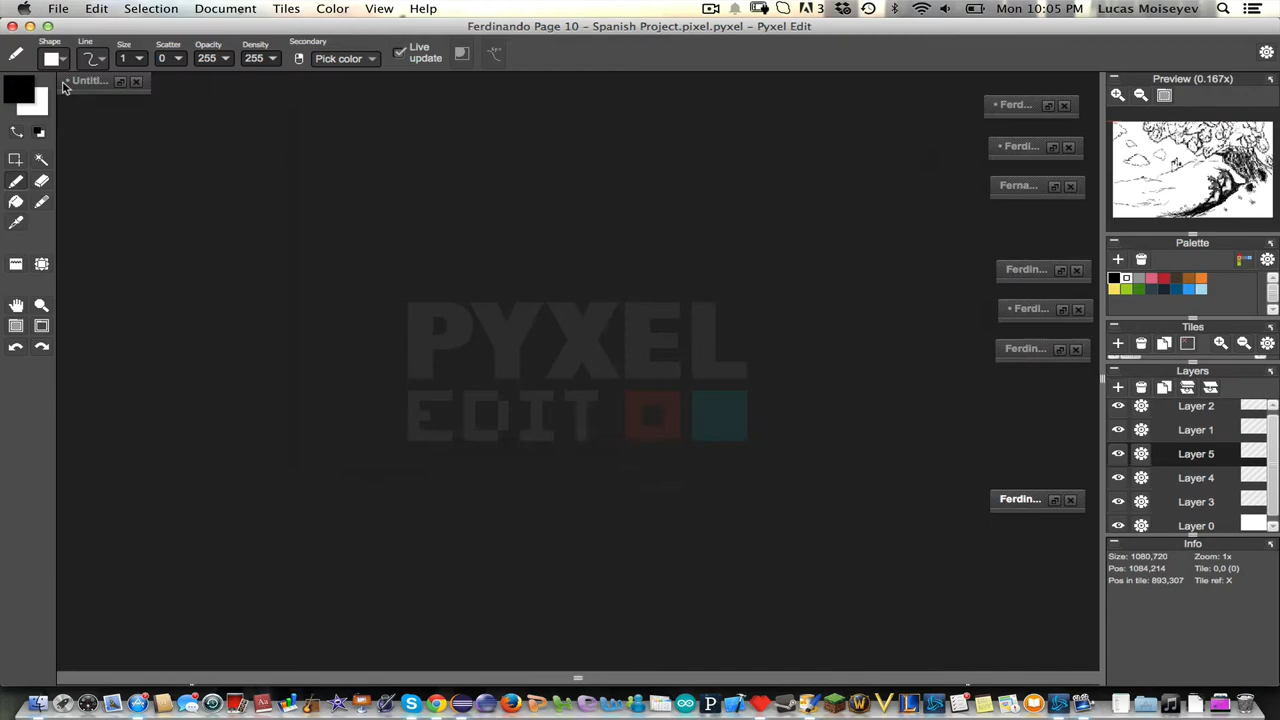 File Edit Selection Document Tiles Color View Help 3 Mon 10:05 PM Lucas Moiseyev
Ferdinando Page 10 – Spanish Project.pixel.pyxel – Pyxel Edit
Shape Line Size Scatter Opacity Density Secondary
1 0 255 255 Pick color Live update
• Untitl...
Preview (0.167x)
• Ferd...
• Ferdi...
Ferna...
Palette
Ferdin...
• Ferdi...
Tiles
Ferdin...
PYXEL
EDIT
Layers
Layer 2
Layer 1
Layer 5
Layer 4
Layer 3
Layer 0
Ferdin...
Info
Size: 1080,720 Zoom: 1x
Pos: 1084,214 Tile: 0,0 (0)
Pos in tile: 893,307 Tile ref: X